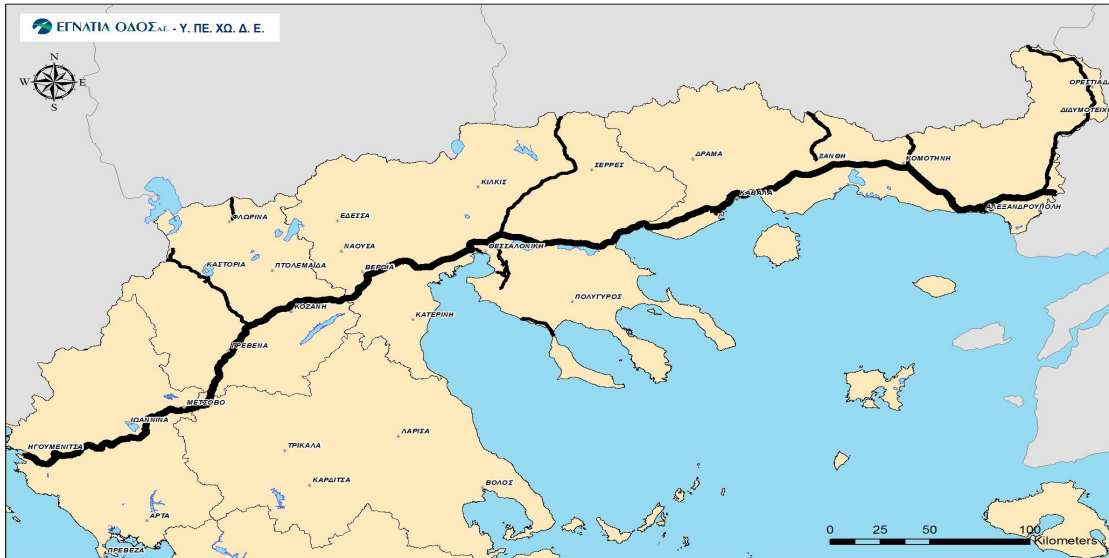 ΕΓΝΑΤΙΑ ΟΔΟΣ Α.Ε. - Υ. ΠΕ. ΧΩ. Δ. Ε.
N
W E
S
ΟΡΕΣΤΙΑΔΑ
ΔΙΔΥΜΟΤΕΙΧΟ
ΞΑΝΘΗ
ΚΟΜΟΤΗΝΗ
ΔΡΑΜΑ
ΣΕΡΡΕΣ
ΚΙΛΚΙΣ
ΚΑΒΑΛΑ
ΑΛΕΞΑΝΔΡΟΥΠΟΛΗ
ΦΛΩΡΙΝΑ
ΕΔΕΣΣΑ
ΝΑΟΥΣΑ
ΘΕΣΣΑΛΟΝΙΚΗ
ΚΑΣΤΟΡΙΑ
ΠΤΟΛΕΜΑΪΔΑ
ΒΕΡΟΙΑ
ΠΟΛΥΓΥΡΟΣ
ΚΟΖΑΝΗ
ΚΑΤΕΡΙΝΗ
ΓΡΕΒΕΝΑ
ΜΕΤΣΟΒΟ
ΙΩΑΝΝΙΝΑ
ΗΓΟΥΜΕΝΙΤΣΑ
ΛΑΡΙΣΑ
ΤΡΙΚΑΛΑ
ΚΑΡΔΙΤΣΑ
ΒΟΛΟΣ
ΑΡΤΑ
ΠΡΕΒΕΖΑ
0 25 50 100
Kilometers